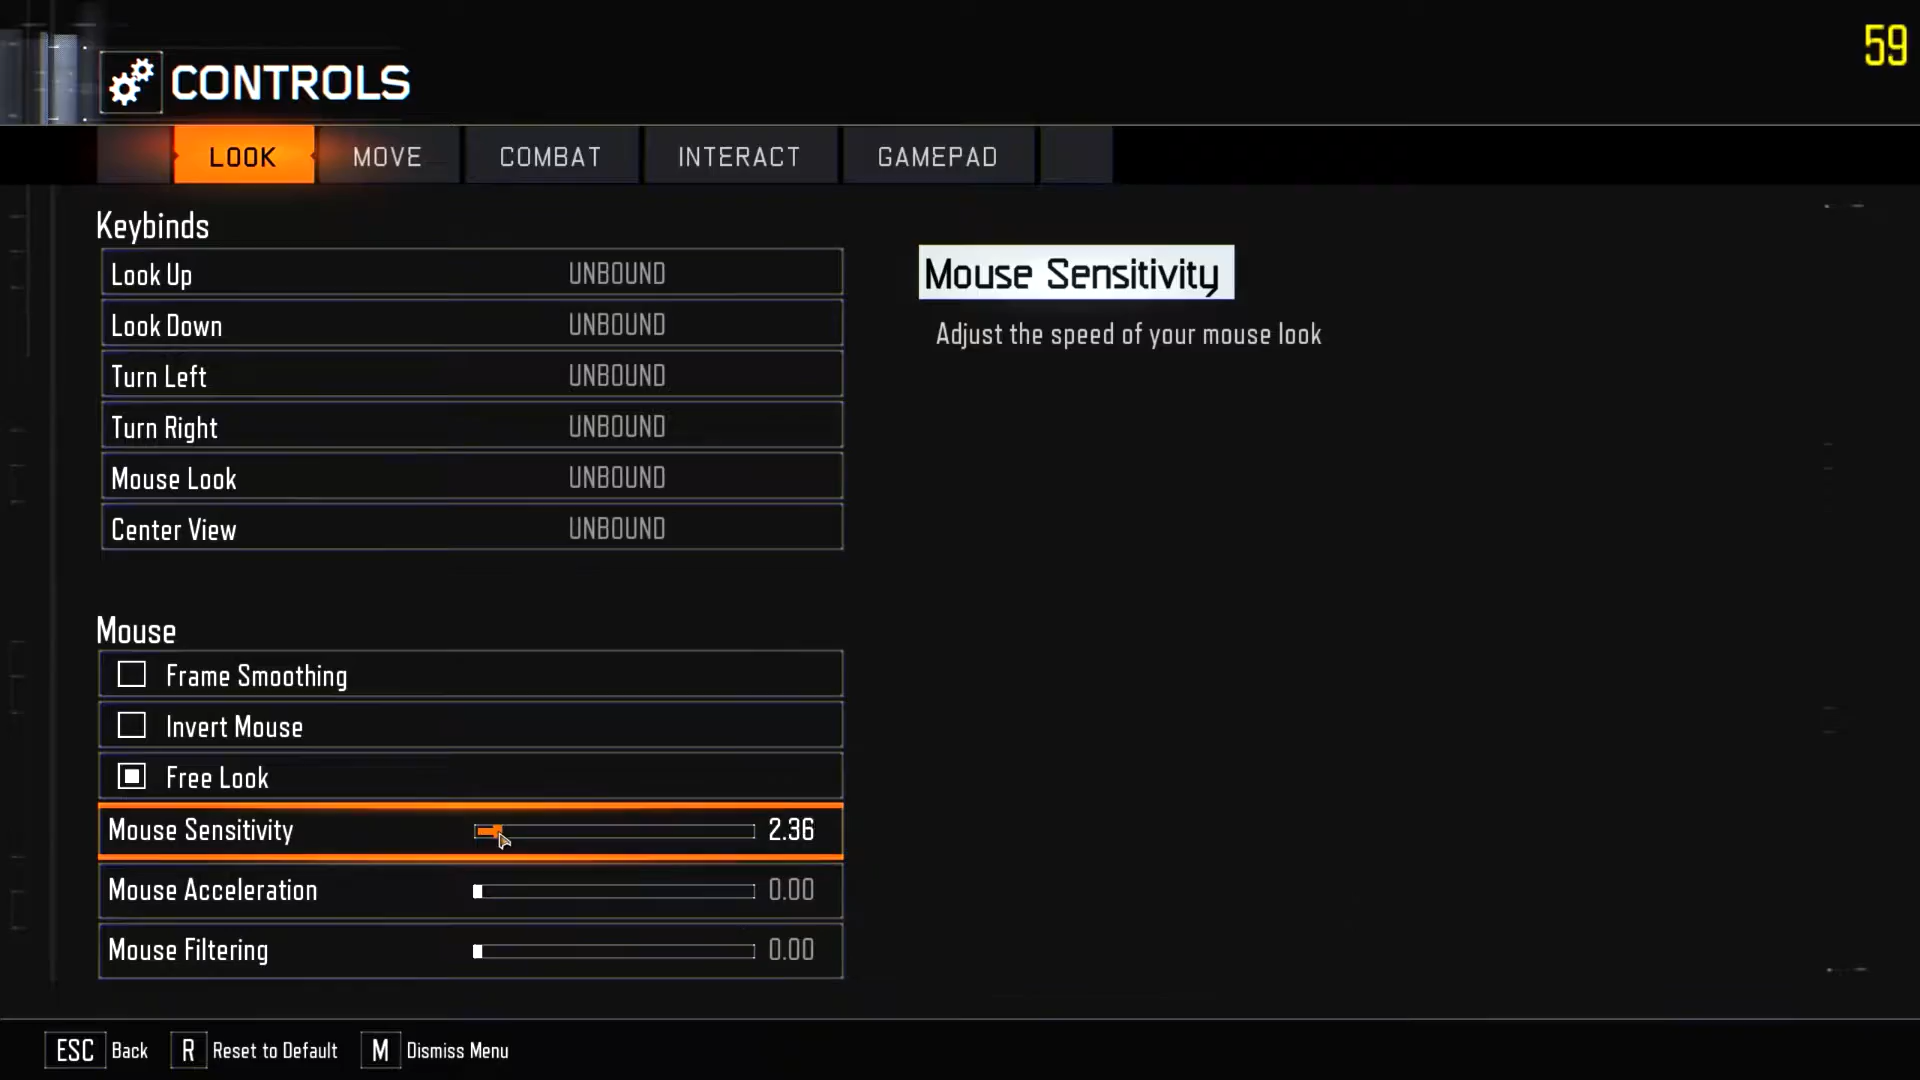 59
CONTROLS
LOOK MOVE COMBAT INTERACT GAMEPAD
Keybinds
Look Up UNBOUND
Look Down UNBOUND
Turn Left UNBOUND
Turn Right UNBOUND
Mouse Look UNBOUND
Center View UNBOUND
Mouse
Frame Smoothing
Invert Mouse
Free Look
Mouse Sensitivity 2.36
Mouse Acceleration 0.00
Mouse Filtering 0.00
Mouse Sensitivity
Adjust the speed of your mouse look
ESC Back R Reset to Default M Dismiss Menu